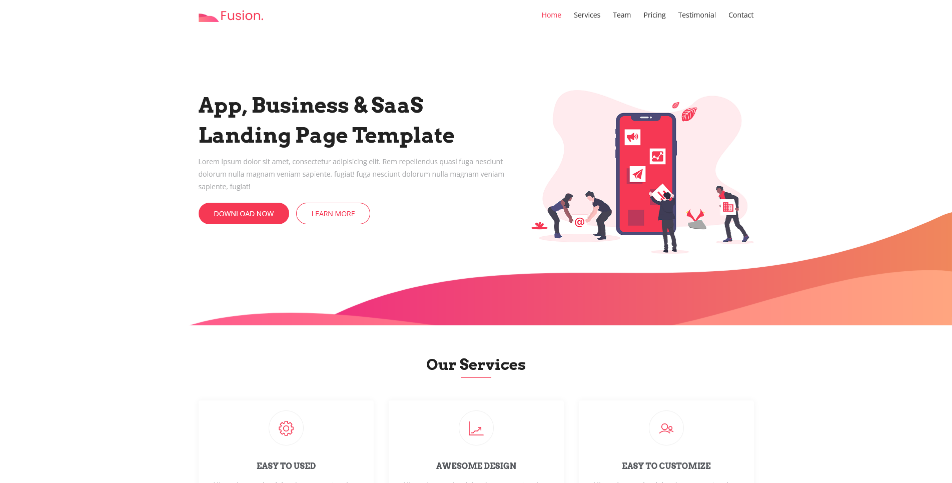 Fusion.
Home Services Team Pricing Testimonial Contact
App, Business & SaaS
Landing Page Template
Lorem ipsum dolor sit amet, consectetur adipisicing elit. Rem repellendus quasi fuga nesciunt
dolorum nulla magnam veniam sapiente, fugiat! fuga nesciunt dolorum nulla magnam veniam
sapiente, fugiat!
DOWNLOAD NOW LEARN MORE
@
Our Services
EASY TO USED AWESOME DESIGN EASY TO CUSTOMIZE